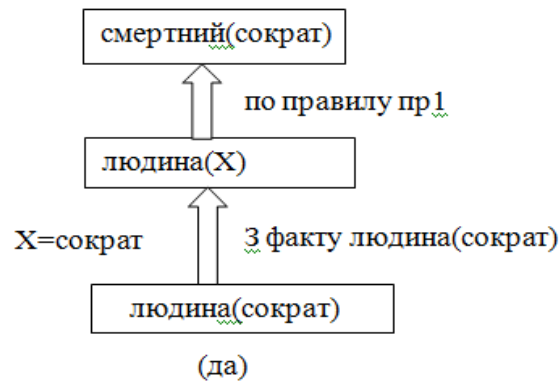 смертний(сократ)
по правилу пр1
людина(X)
X=сократ
З факту людина(сократ)
людина(сократ)
(да)